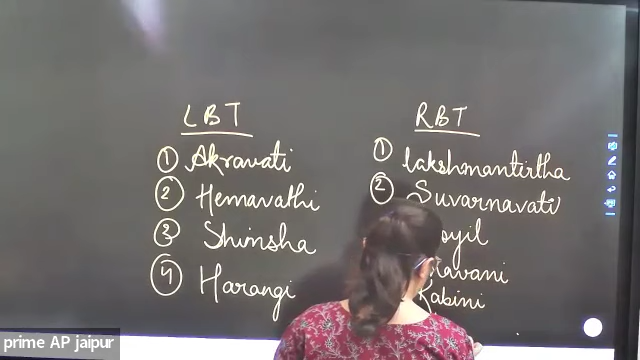 LBT
① Akravati
② Hemavathi
③ Shimsha
④ Harangi
RBT
① lakshmantirtha
② Suvarnavati
Kabini
prime AP jaipur